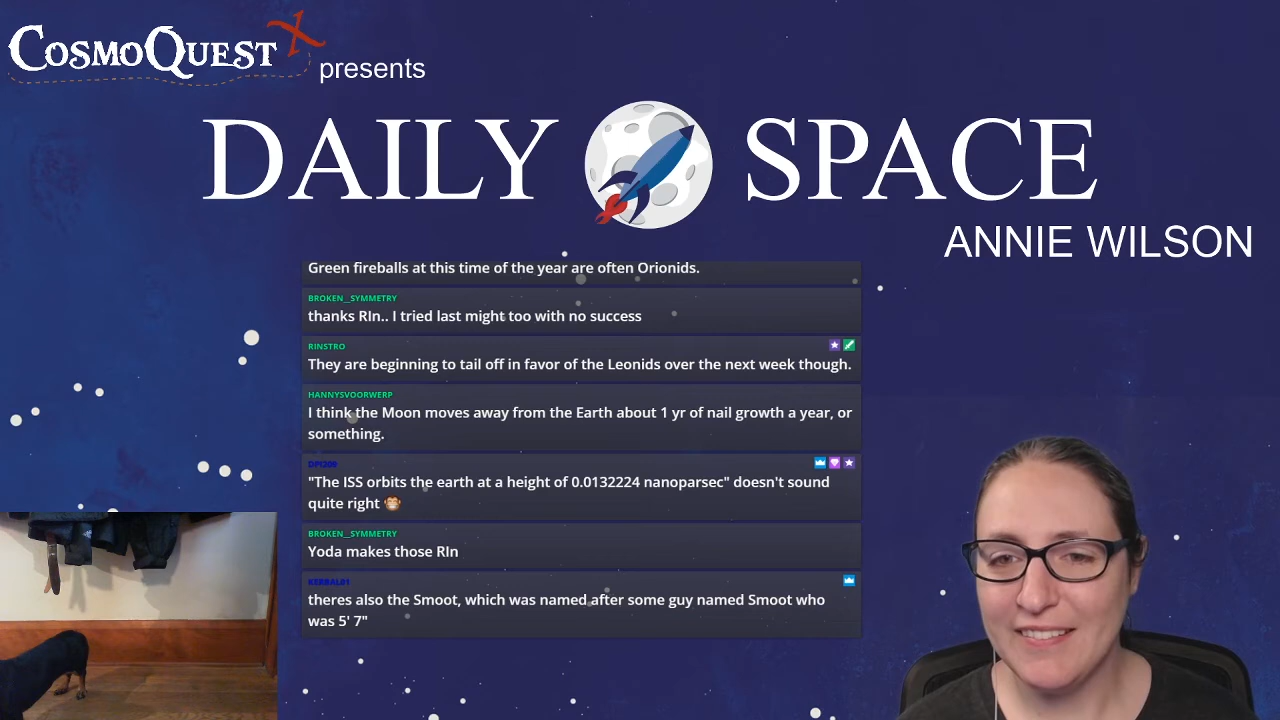 COSMOQUEST X
presents
DAILY SPACE
ANNIE WILSON
Green fireballs at this time of the year are often Orionids.
BROKEN_SYMMETRY
thanks RIn.. I tried last might too with no success
RINSTRO
They are beginning to tail off in favor of the Leonids over the next week though.
HANNYSVOORWERP
I think the Moon moves away from the Earth about 1 yr of nail growth a year, or
something.
"The ISS orbits the earth at a height of 0.0132224 nanoparsec" doesn't sound
quite right
BROKEN_SYMMETRY
Yoda makes those RIn
KERBAL01
theres also the Smoot, which was named after some guy named Smoot who
was 5' 7"